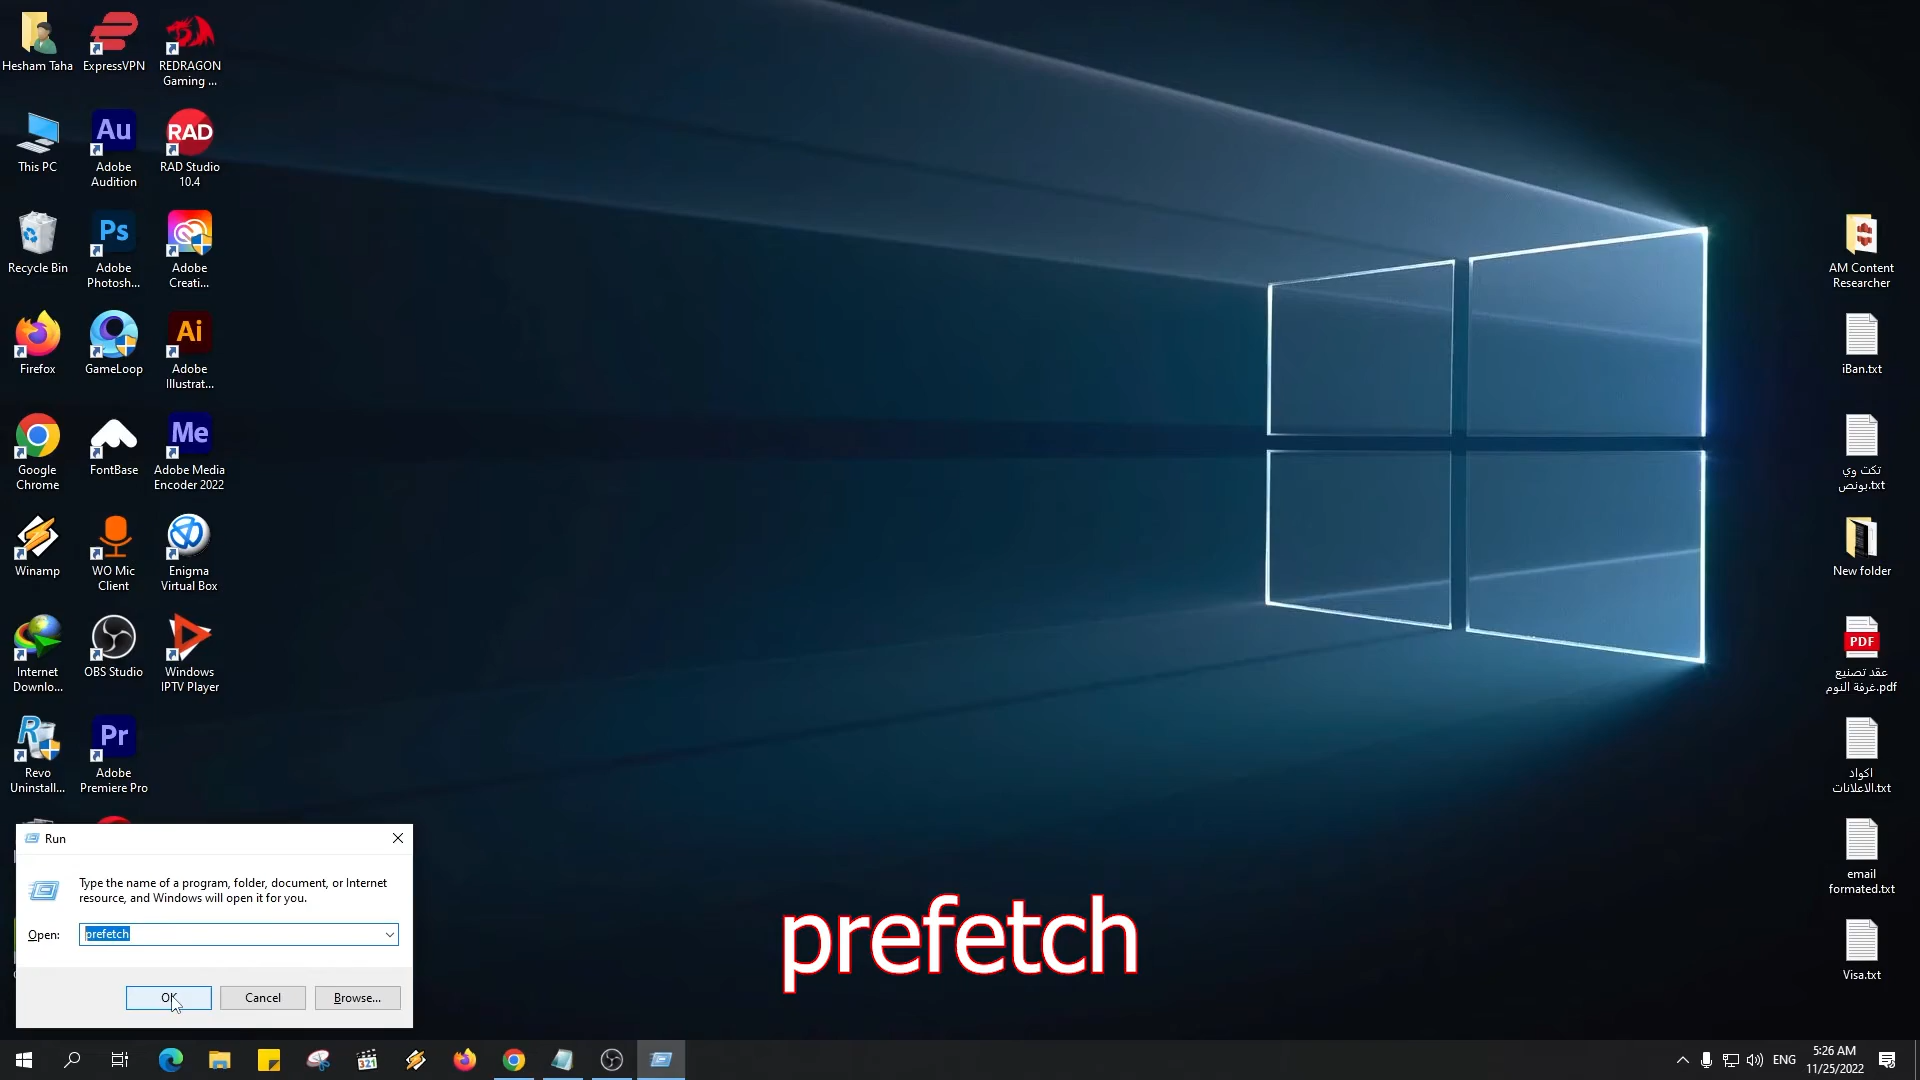 Hesham Taha
ExpressVPN
REDRAGON
Gaming ...
This PC
Au
Adobe
Audition
RAD
RAD Studio
10.4
Recycle Bin
Ps
Adobe
Photosh...
Adobe
Creati...
Firefox
GameLoop
Ai
Adobe
Illustrat...
Google
Chrome
FontBase
Me
Adobe Media
Encoder 2022
Winamp
WO Mic
Client
Enigma
Virtual Box
Internet
Downlo...
OBS Studio
Windows
IPTV Player
Revo
Uninstall...
Pr
Adobe
Premiere Pro
AM Content
Researcher
iBan.txt
تكت وي
بونص.txt
New folder
PDF
عقد تصنيع
غرفة النوم.pdf
اكواد
الاعلانات.txt
email
formated.txt
Visa.txt
Run
Type the name of a program, folder, document, or Internet
resource, and Windows will open it for you.
Open:
prefetch
OK
Cancel
Browse...
prefetch
321
ENG
5:26 AM
11/25/2022